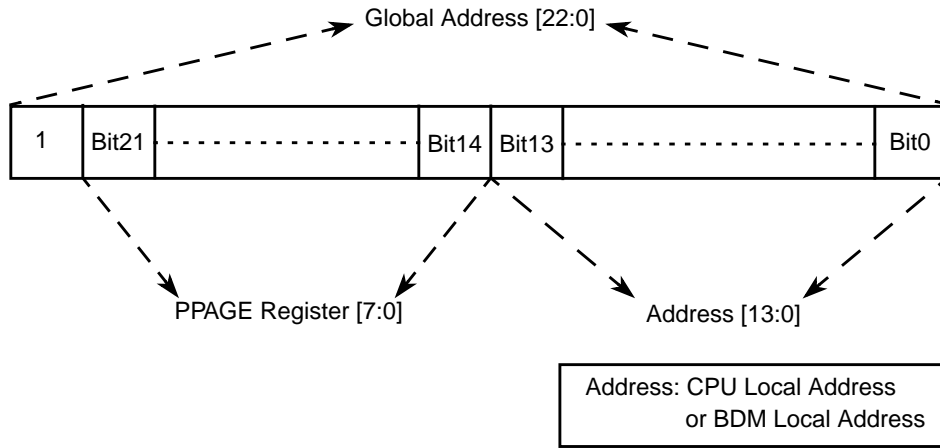 Global Address [22:0]
1 Bit21 Bit14 Bit13 Bit0
PPAGE Register [7:0] Address [13:0]
Address: CPU Local Address
or BDM Local Address